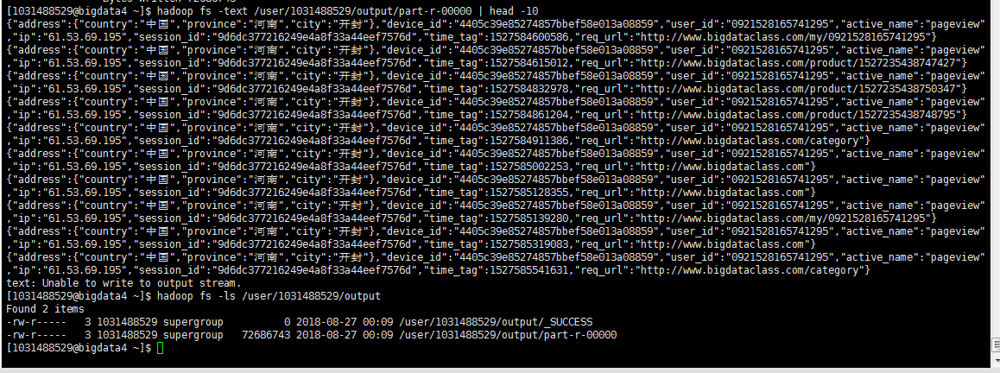 [1031488529@bigdata4 ~]$ hadoop fs -text /user/1031488529/output/part-r-00000 | head -10
{"address":{"country":"中国","province":"河南","city":"开封"},"device_id":"4405c39e85274857bbef58e013a08859","user_id":"0921528165741295","active_name":"pageview"
,"ip":"61.53.69.195","session_id":"9d6dc377216249e4a8f33a44eef7576d","time_tag":1527584600586,"req_url":"http://www.bigdataclass.com/my/0921528165741295"}
{"address":{"country":"中国","province":"河南","city":"开封"},"device_id":"4405c39e85274857bbef58e013a08859","user_id":"0921528165741295","active_name":"pageview"
,"ip":"61.53.69.195","session_id":"9d6dc377216249e4a8f33a44eef7576d","time_tag":1527584615012,"req_url":"http://www.bigdataclass.com/product/1527235438747427"}
{"address":{"country":"中国","province":"河南","city":"开封"},"device_id":"4405c39e85274857bbef58e013a08859","user_id":"0921528165741295","active_name":"pageview"
,"ip":"61.53.69.195","session_id":"9d6dc377216249e4a8f33a44eef7576d","time_tag":1527584832978,"req_url":"http://www.bigdataclass.com/product/1527235438750347"}
{"address":{"country":"中国","province":"河南","city":"开封"},"device_id":"4405c39e85274857bbef58e013a08859","user_id":"0921528165741295","active_name":"pageview"
,"ip":"61.53.69.195","session_id":"9d6dc377216249e4a8f33a44eef7576d","time_tag":1527584861204,"req_url":"http://www.bigdataclass.com/product/1527235438748795"}
{"address":{"country":"中国","province":"河南","city":"开封"},"device_id":"4405c39e85274857bbef58e013a08859","user_id":"0921528165741295","active_name":"pageview"
,"ip":"61.53.69.195","session_id":"9d6dc377216249e4a8f33a44eef7576d","time_tag":1527584911386,"req_url":"http://www.bigdataclass.com/category"}
{"address":{"country":"中国","province":"河南","city":"开封"},"device_id":"4405c39e85274857bbef58e013a08859","user_id":"0921528165741295","active_name":"pageview"
,"ip":"61.53.69.195","session_id":"9d6dc377216249e4a8f33a44eef7576d","time_tag":1527585002253,"req_url":"http://www.bigdataclass.com"}
{"address":{"country":"中国","province":"河南","city":"开封"},"device_id":"4405c39e85274857bbef58e013a08859","user_id":"0921528165741295","active_name":"pageview"
,"ip":"61.53.69.195","session_id":"9d6dc377216249e4a8f33a44eef7576d","time_tag":1527585128355,"req_url":"http://www.bigdataclass.com"}
{"address":{"country":"中国","province":"河南","city":"开封"},"device_id":"4405c39e85274857bbef58e013a08859","user_id":"0921528165741295","active_name":"pageview"
,"ip":"61.53.69.195","session_id":"9d6dc377216249e4a8f33a44eef7576d","time_tag":1527585139280,"req_url":"http://www.bigdataclass.com/my/0921528165741295"}
{"address":{"country":"中国","province":"河南","city":"开封"},"device_id":"4405c39e85274857bbef58e013a08859","user_id":"0921528165741295","active_name":"pageview"
,"ip":"61.53.69.195","session_id":"9d6dc377216249e4a8f33a44eef7576d","time_tag":1527585319083,"req_url":"http://www.bigdataclass.com"}
{"address":{"country":"中国","province":"河南","city":"开封"},"device_id":"4405c39e85274857bbef58e013a08859","user_id":"0921528165741295","active_name":"pageview"
,"ip":"61.53.69.195","session_id":"9d6dc377216249e4a8f33a44eef7576d","time_tag":1527585541631,"req_url":"http://www.bigdataclass.com/category"}
text: Unable to write to output stream.
[1031488529@bigdata4 ~]$ hadoop fs -ls /user/1031488529/output
Found 2 items
-rw-r-----   3 1031488529 supergroup          0 2018-08-27 00:09 /user/1031488529/output/_SUCCESS
-rw-r-----   3 1031488529 supergroup   72686743 2018-08-27 00:09 /user/1031488529/output/part-r-00000
[1031488529@bigdata4 ~]$